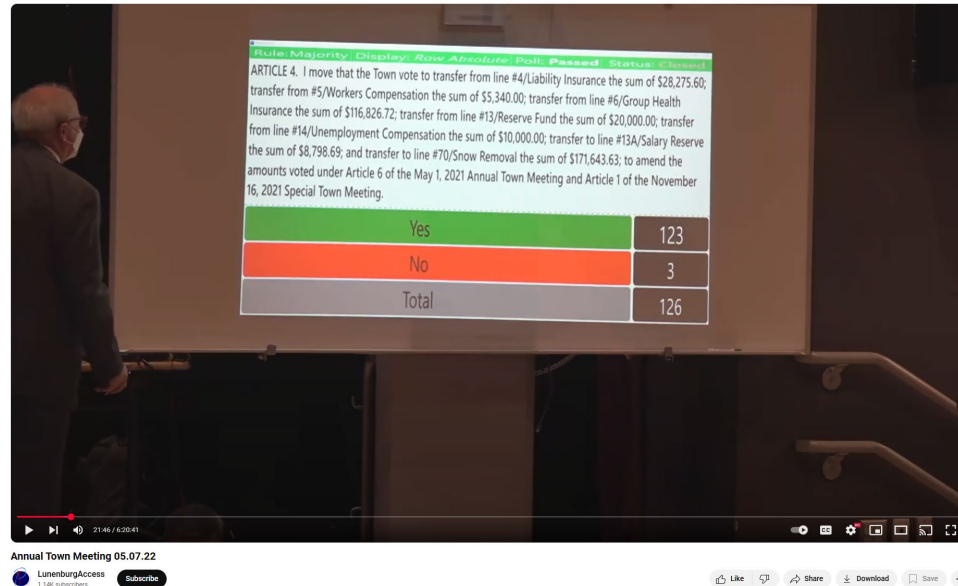 Rule: Majority Display: Raw Absolute Poll: Passed Status: Closed
ARTICLE 4. I move that the Town vote to transfer from line #4/Liability Insurance the sum of $28,275.60;
transfer from #5/Workers Compensation the sum of $5,340.00; transfer from line #6/Group Health
Insurance the sum of $116,826.72; transfer from line #13/Reserve Fund the sum of $20,000.00; transfer
from line #14/Unemployment Compensation the sum of $10,000.00; transfer to line #13A/Salary Reserve
the sum of $8,798.69; and transfer to line #70/Snow Removal the sum of $171,643.63; to amend the
amounts voted under Article 6 of the May 1, 2021 Annual Town Meeting and Article 1 of the November
16, 2021 Special Town Meeting.
Yes 123
No 3
Total 126
21:46 / 6:20:41
Annual Town Meeting 05.07.22
LunenburgAccess
1.14K subscribers
Subscribe
Like Share Download Save